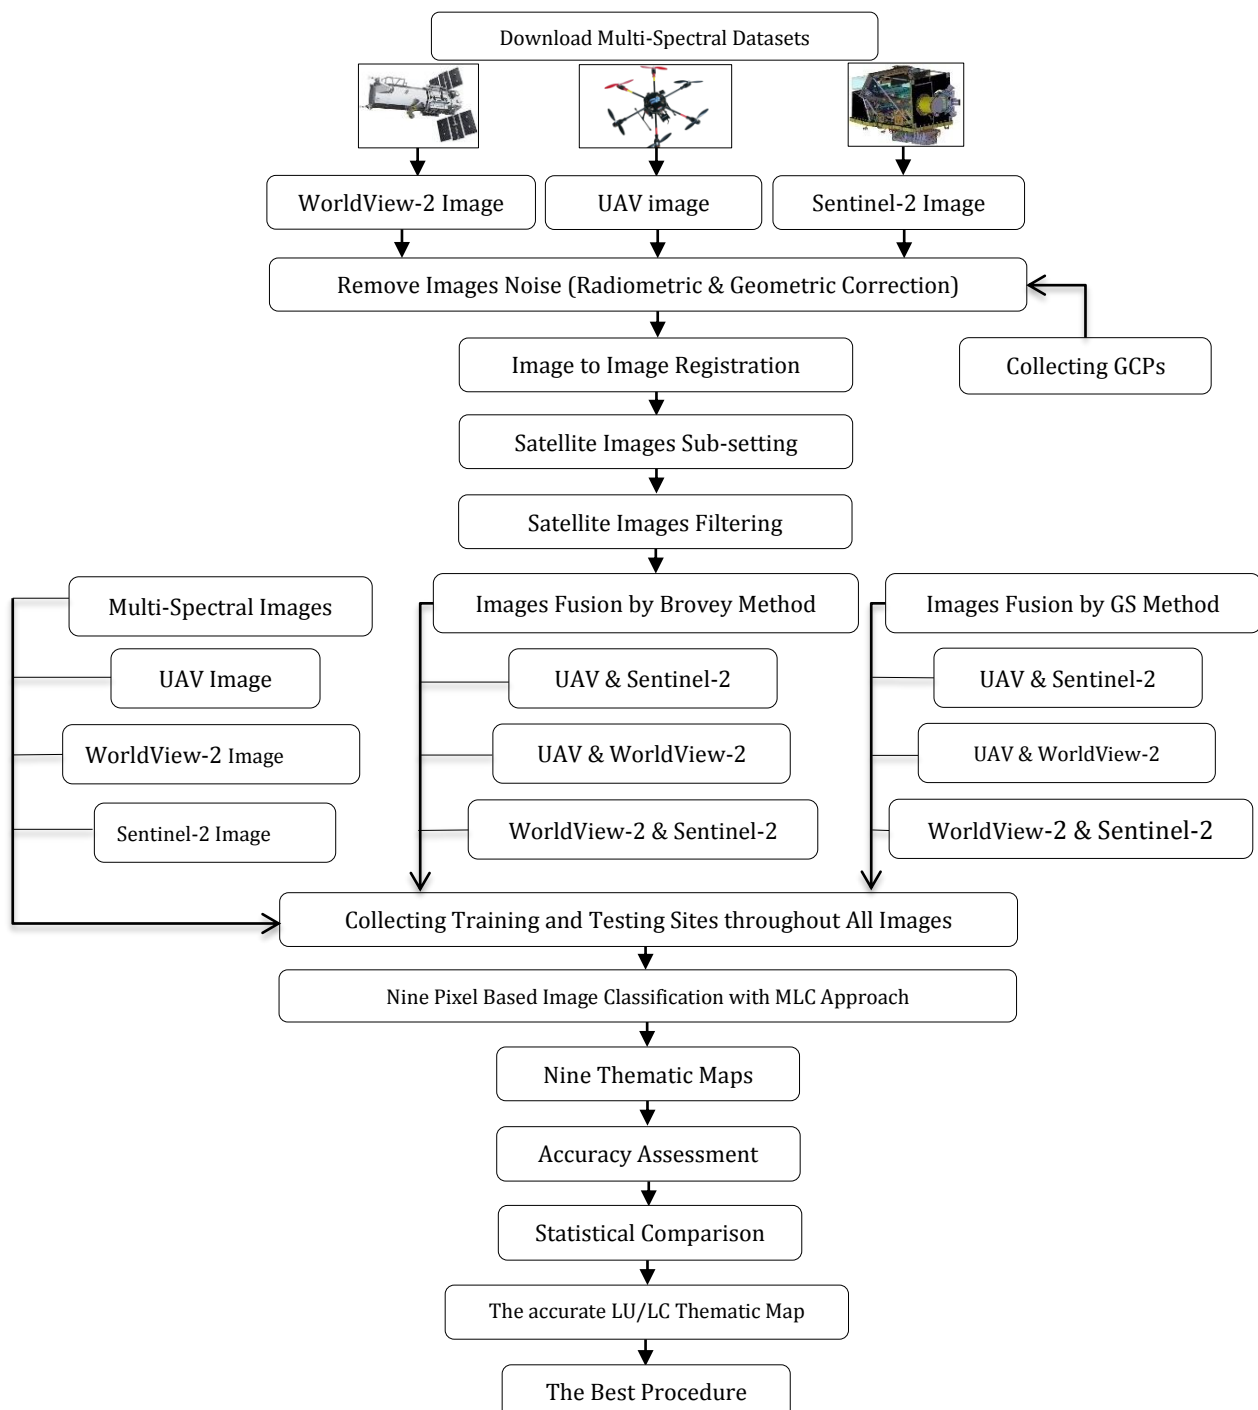 Download Multi-Spectral Datasets
WorldView-2 Image
UAV image
Sentinel-2 Image
Remove Images Noise (Radiometric & Geometric Correction)
Image to Image Registration
Collecting GCPs
Satellite Images Sub-setting
Satellite Images Filtering
Multi-Spectral Images
UAV Image
WorldView-2 Image
Sentinel-2 Image
Images Fusion by Brovey Method
UAV & Sentinel-2
UAV & WorldView-2
WorldView-2 & Sentinel-2
Images Fusion by GS Method
UAV & Sentinel-2
UAV & WorldView-2
WorldView-2 & Sentinel-2
Collecting Training and Testing Sites throughout All Images
Nine Pixel Based Image Classification with MLC Approach
Nine Thematic Maps
Accuracy Assessment
Statistical Comparison
The accurate LU/LC Thematic Map
The Best Procedure